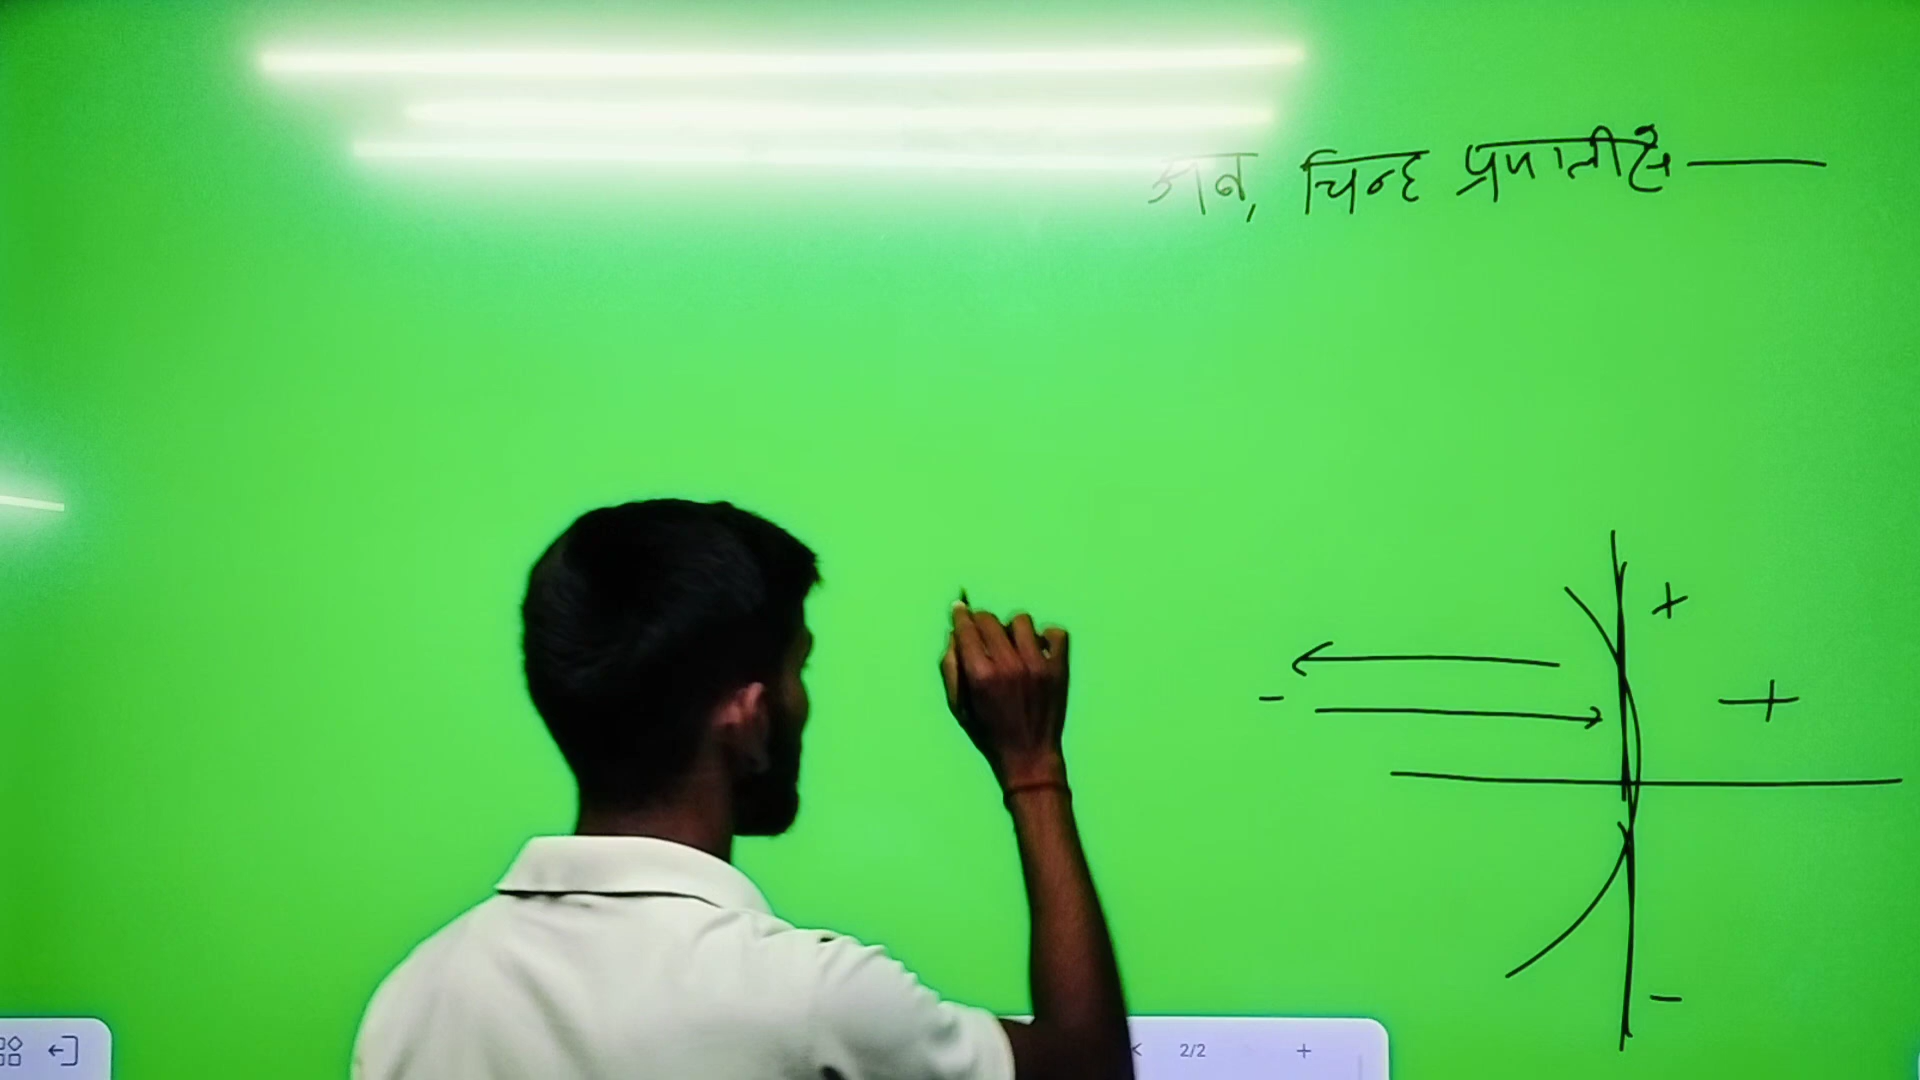 अब, चिन्ह प्रणाली से —
+
- +
-
2/2 +